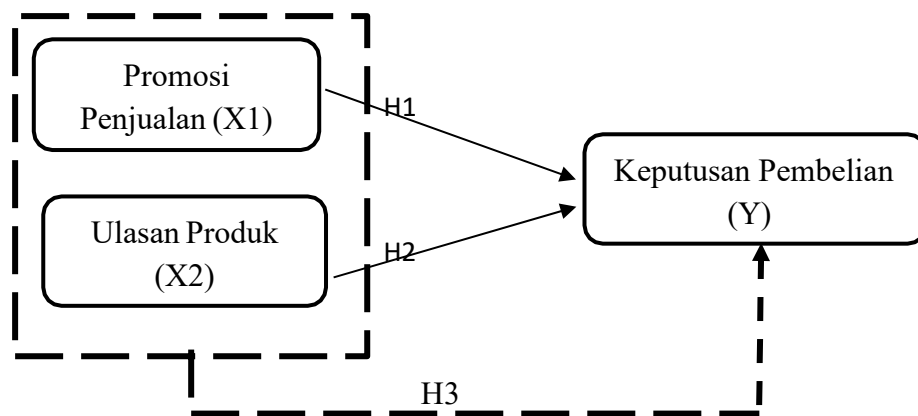 Promosi
Penjualan (X1)
H1
Keputusan Pembelian
(Y)
Ulasan Produk
(X2)
H2
H3